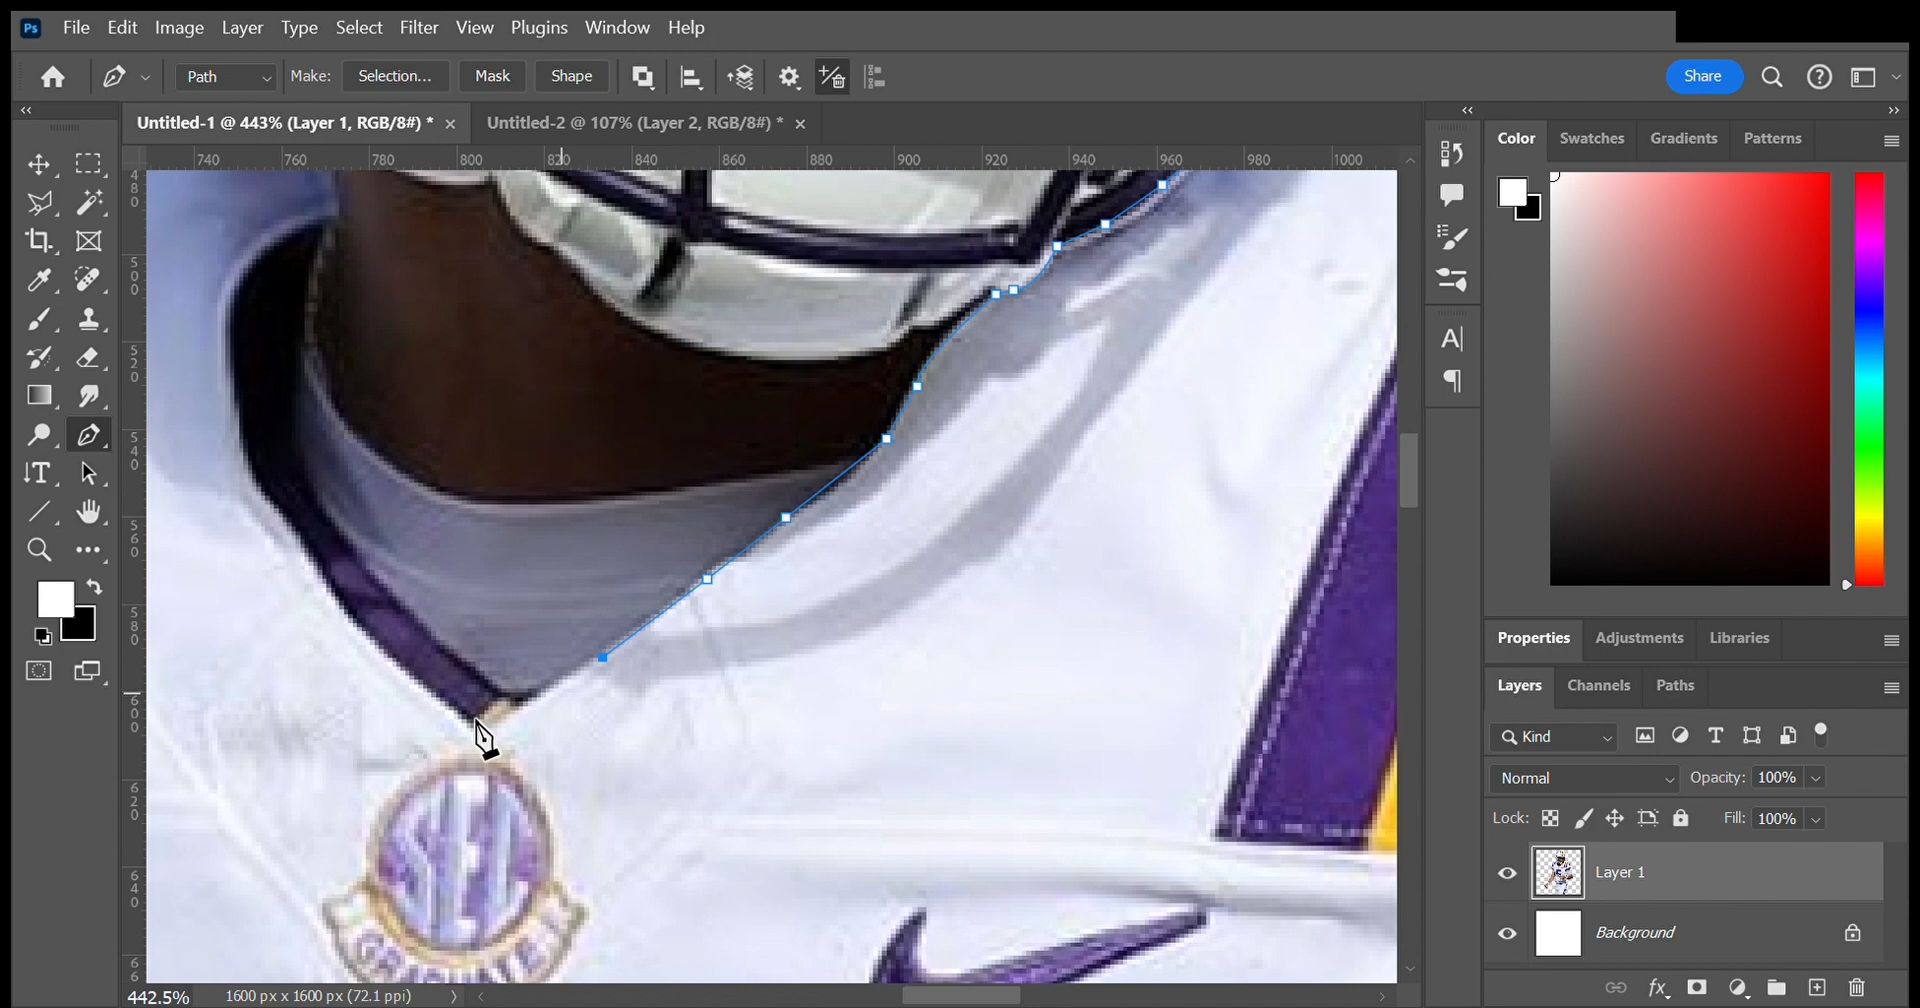 Ps File Edit Image Layer Type Select Filter View Plugins Window Help
Path Make: Selection... Mask Shape Share
Untitled-1 @ 443% (Layer 1, RGB/8#) * Untitled-2 @ 107% (Layer 2, RGB/8#) *
740 760 780 800 820 840 860 880 900 920 940 960 980 1000
480
500
520
540
560
580
600
620
640
66
GRADUATE
442.5% 1600 px x 1600 px (72.1 ppi)
Color Swatches Gradients Patterns
Properties Adjustments Libraries
Layers Channels Paths
Kind
Normal Opacity: 100%
Lock: Fill: 100%
Layer 1
Background
fx